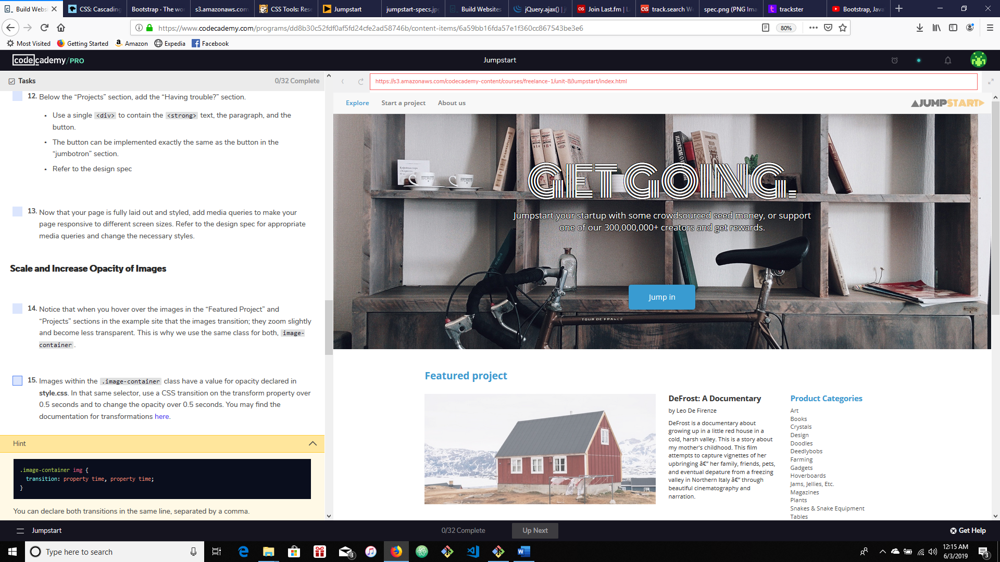 Build Websi
CSS: Cascading
Bootstrap · The wo
s3.amazonaws.com
CSS Tools: Rese
Jumpstart
jumpstart-specs.jp
Build Websites
jQuery.ajax() | j
Join Last.fm | L
track.search W
spec.png (PNG Ima
trackster
Bootstrap, Java
https://www.codecademy.com/programs/dd8b30c52fdf0af5fd24cfe2ad58746b/content-items/6a59bb16fda57e1f360cc867543be3e6
80%
Most Visited
Getting Started
Amazon
Expedia
Facebook
codecademy/PRO
Jumpstart
Tasks
0/32 Complete
12. Below the “Projects” section, add the “Having trouble?” section.
• Use a single <div> to contain the <strong> text, the paragraph, and the
button.
• The button can be implemented exactly the same as the button in the
“jumbotron” section.
• Refer to the design spec
13. Now that your page is fully laid out and styled, add media queries to make your
page responsive to different screen sizes. Refer to the design spec for appropriate
media queries and change the necessary styles.
Scale and Increase Opacity of Images
14. Notice that when you hover over the images in the “Featured Project” and
“Projects” sections in the example site that the images transition; they zoom slightly
and become less transparent. This is why we use the same class for both, image-
container.
15. Images within the .image-container class have a value for opacity declared in
style.css. In that same selector, use a CSS transition on the transform property over
0.5 seconds and to change the opacity over 0.5 seconds. You may find the
documentation for transformations here.
Hint
.image-container img {
transition: property time, property time;
}
You can declare both transitions in the same line, separated by a comma.
https://s3.amazonaws.com/codecademy-content/courses/freelance-1/unit-8/Jumpstart/index.html
Explore
Start a project
About us
JUMPSTART
GET GOING.
Jumpstart your startup with some crowdsourced seed money, or support
one of our 300,000,000+ creators and get rewards.
Jump in
TOUR DE FRANCE
Featured project
DeFrost: A Documentary
by Leo De Firenze
DeFrost is a documentary about
growing up in a little red house in a
cold, harsh valley. This is a story about
my mother's childhood. This film
attempts to capture vignettes of her
upbringing â€” her family, friends, pets,
and eventual depature from a freezing
valley in Northern Italy â€” through
beautiful cinematography and
narration.
Product Categories
Art
Books
Crystals
Design
Doodles
Deedlybobs
Farming
Gadgets
Hoverboards
Jams, Jellies, Etc.
Magazines
Plants
Snakes & Snake Equipment
Tables
Jumpstart
0/32 Complete
Up Next
Get Help
Type here to search
3
12:15 AM
6/3/2019
3